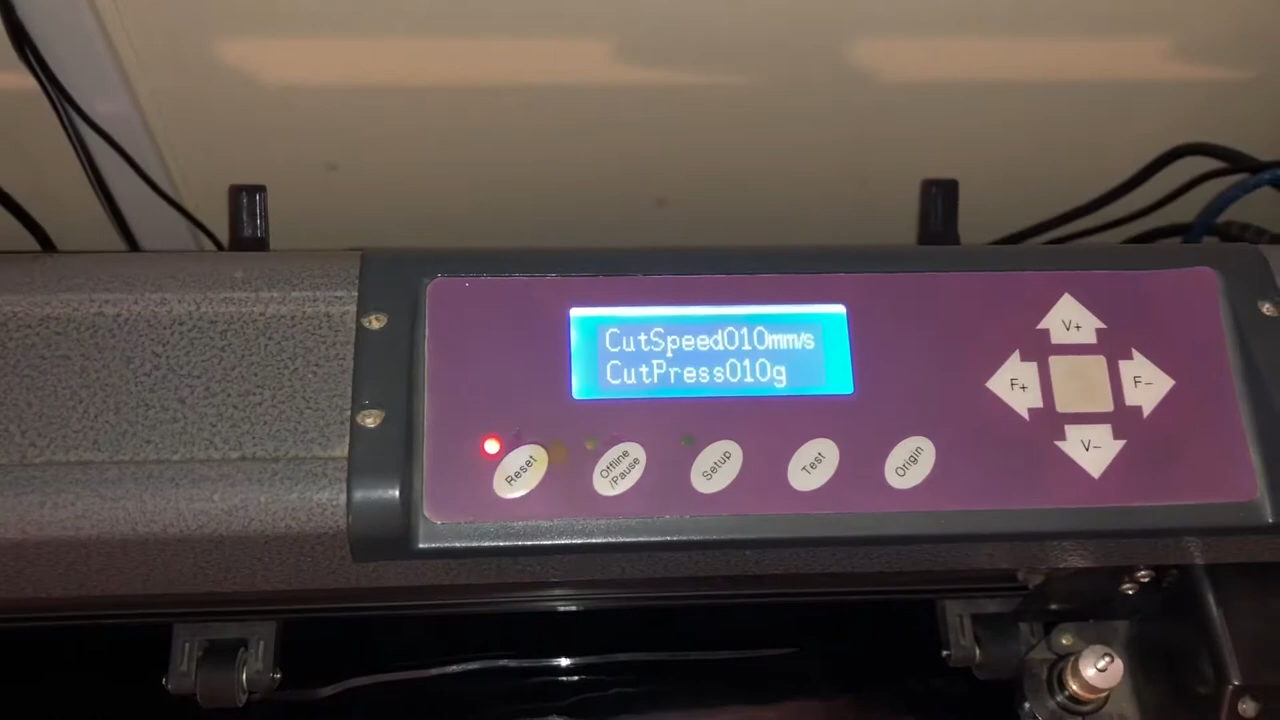 CutSpeed010mm/s
CutPress010g
V+
F+
F-
V-
Reset
Offline
/Pause
Setup
Test
Origin